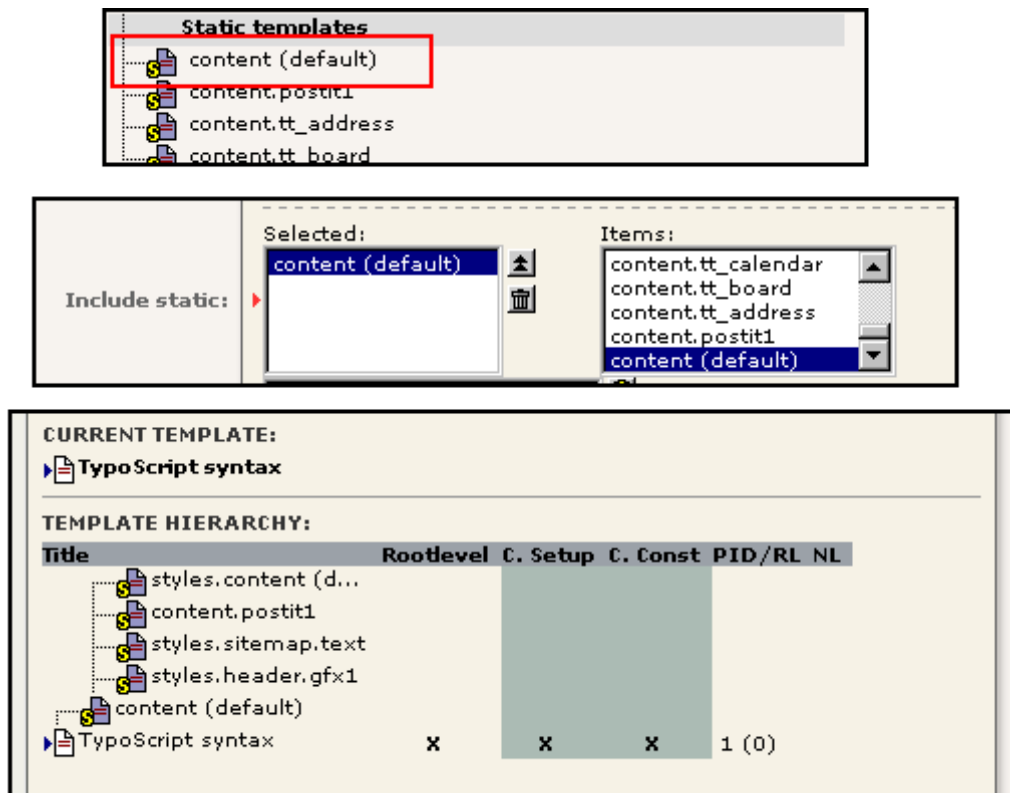 Static templates
content (default)
content.postit1
content.tt_address
content.tt_board
Selected: Items:
content (default) content.tt_calendar
content.tt_board
Include static: content.tt_address
content.postit1
content (default)
CURRENT TEMPLATE:
TypoScript syntax
TEMPLATE HIERARCHY:
Title Rootlevel C. Setup C. Const PID/RL NL
styles.content (d...
content.postit1
styles.sitemap.text
styles.header.gfx1
content (default)
TypoScript syntax X X X 1 (0)